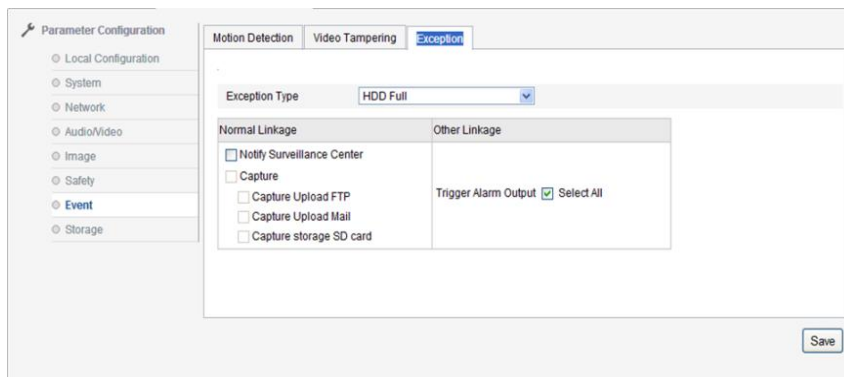 Parameter Configuration
Local Configuration
System
Network
Audio/Video
Image
Safety
Event
Storage
Motion Detection
Video Tampering
Exception
Exception Type
HDD Full
Normal Linkage
Other Linkage
Notify Surveillance Center
Capture
Capture Upload FTP
Capture Upload Mail
Capture storage SD card
Trigger Alarm Output
Select All
Save